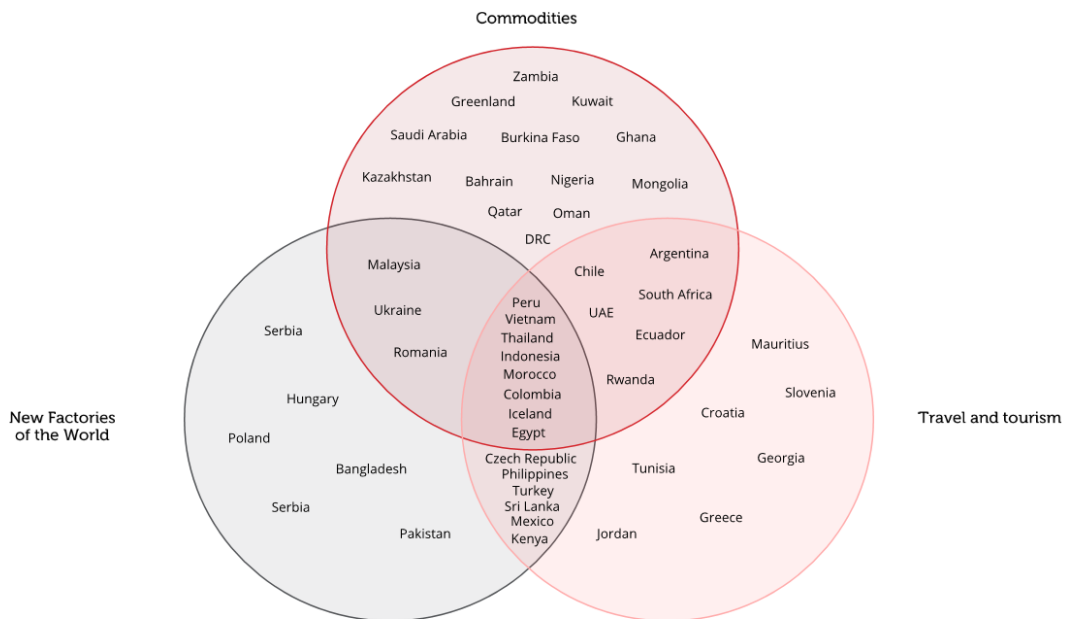 Commodities
Zambia
Greenland
Kuwait
Saudi Arabia
Burkina Faso
Ghana
Kazakhstan
Bahrain
Nigeria
Mongolia
Qatar
Oman
DRC
Malaysia
Ukraine
Romania
Chile
Argentina
South Africa
UAE
Ecuador
Rwanda
Peru
Vietnam
Thailand
Indonesia
Morocco
Colombia
Iceland
Egypt
New Factories
of the World
Serbia
Hungary
Poland
Bangladesh
Serbia
Pakistan
Czech Republic
Philippines
Turkey
Sri Lanka
Mexico
Kenya
Travel and tourism
Mauritius
Slovenia
Croatia
Georgia
Tunisia
Greece
Jordan